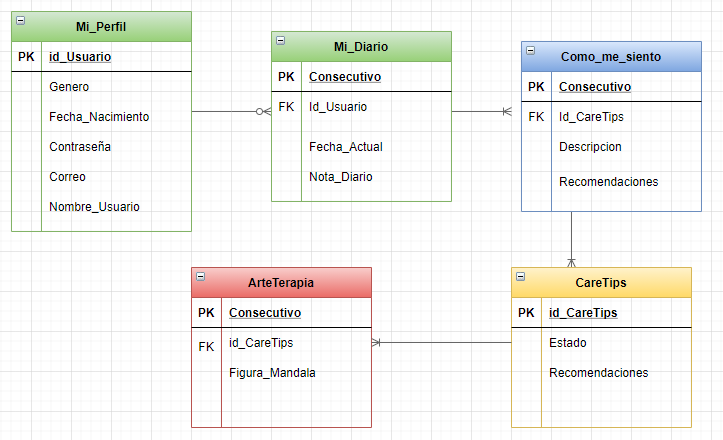 Mi_Perfil
PK id_Usuario
Genero
Fecha_Nacimiento
Contraseña
Correo
Nombre_Usuario
Mi_Diario
PK Consecutivo
FK Id_Usuario
Fecha_Actual
Nota_Diario
Como_me_siento
PK Consecutivo
FK Id_CareTips
Descripcion
Recomendaciones
ArteTerapia
PK Consecutivo
FK id_CareTips
Figura_Mandala
CareTips
PK id_CareTips
Estado
Recomendaciones